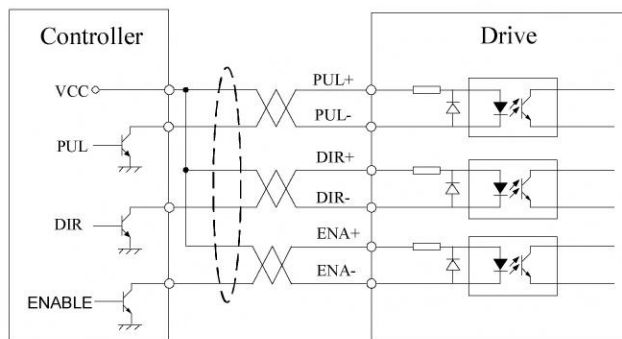 Controller
Drive
VCC
PUL+
PUL-
PUL
DIR+
DIR-
DIR
ENA+
ENA-
ENABLE